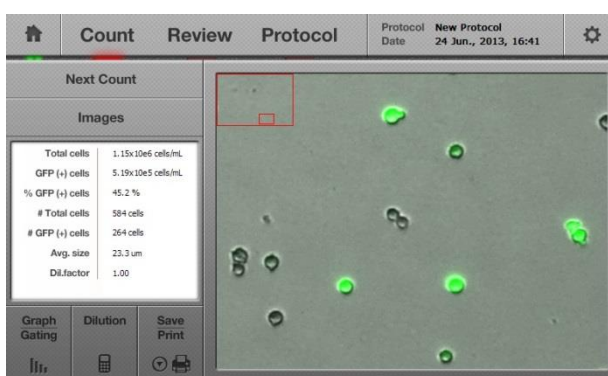 Count Review Protocol
Protocol New Protocol
Date 24 Jun., 2013, 16:41
Next Count
Images
Total cells 1.15x10e6 cells/mL
GFP (+) cells 5.19x10e5 cells/mL
% GFP (+) cells 45.2 %
# Total cells 584 cells
# GFP (+) cells 264 cells
Avg. size 23.3 um
Dil.factor 1.00
Graph Gating
Dilution
Save Print